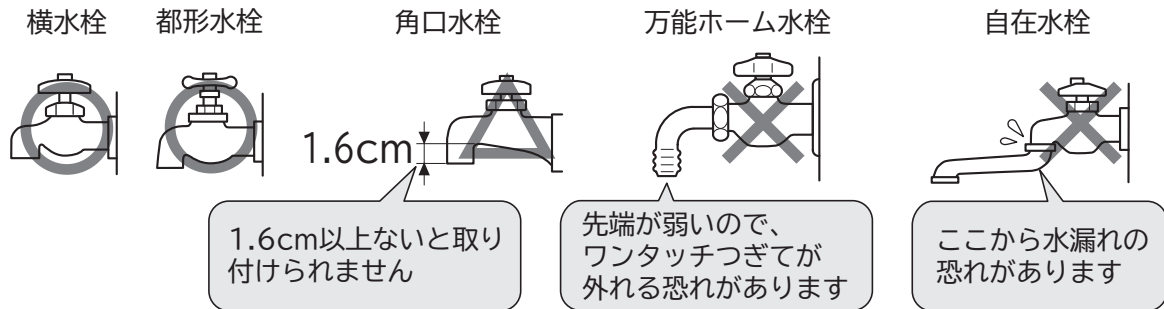 横水栓
都形水栓
角口水栓
万能ホーム水栓
自在水栓
1.6cm
1.6cm以上ないと取り
付けられません
先端が弱いので、
ワンタッチつぎてが
外れる恐れがあります
ここから水漏れの
恐れがあります